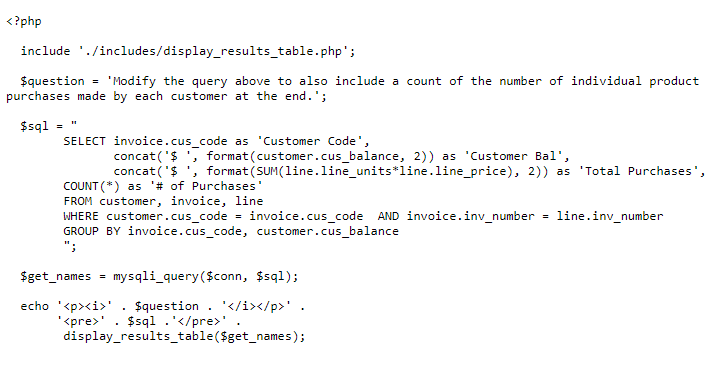 <?php
include './includes/display_results_table.php';
$question = 'Modify the query above to also include a count of the number of individual product
purchases made by each customer at the end.';
$sql = "
SELECT invoice.cus_code as 'Customer Code',
concat('$ ', format(customer.cus_balance, 2)) as 'Customer Bal',
concat('$ ', format(SUM(line.line_units*line.line_price), 2)) as 'Total Purchases',
COUNT(*) as '# of Purchases'
FROM customer, invoice, line
WHERE customer.cus_code = invoice.cus_code  AND invoice.inv_number = line.inv_number
GROUP BY invoice.cus_code, customer.cus_balance
";
$get_names = mysqli_query($conn, $sql);
echo '<p><i>' . $question . '</i></p>' .
'<pre>' . $sql .'</pre>' .
display_results_table($get_names);